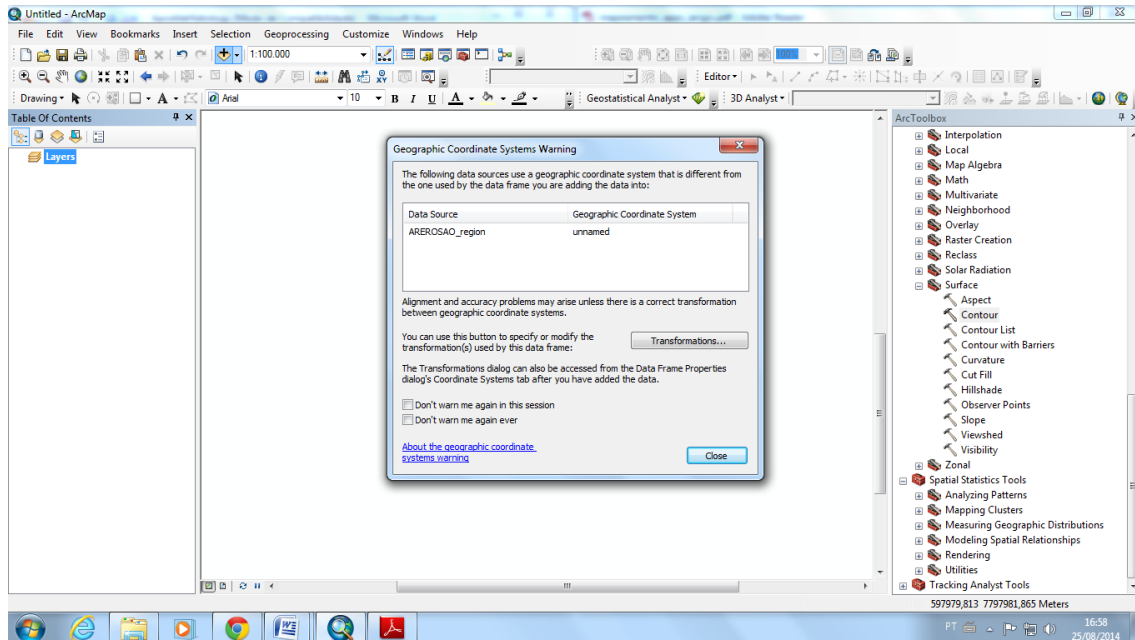 Untitled - ArcMap
File Edit View Bookmarks Insert Selection Geoprocessing Customize Windows Help
1:100.000
100%
Editor
Drawing
A
Arial
10
B I U A
Geostatistical Analyst
3D Analyst
Table Of Contents
Layers
Geographic Coordinate Systems Warning
The following data sources use a geographic coordinate system that is different from
the one used by the data frame you are adding the data into:
Data Source Geographic Coordinate System
AREROSAO_region unnamed
Alignment and accuracy problems may arise unless there is a correct transformation
between geographic coordinate systems.
You can use this button to specify or modify the
transformation(s) used by this data frame:
Transformations...
The Transformations dialog can also be accessed from the Data Frame Properties
dialog's Coordinate Systems tab after you have added the data.
Don't warn me again in this session
Don't warn me again ever
About the geographic coordinate
systems warning
Close
ArcToolbox
Interpolation
Local
Map Algebra
Math
Multivariate
Neighborhood
Overlay
Raster Creation
Reclass
Solar Radiation
Surface
Aspect
Contour
Contour List
Contour with Barriers
Curvature
Cut Fill
Hillshade
Observer Points
Slope
Viewshed
Visibility
Zonal
Spatial Statistics Tools
Analyzing Patterns
Mapping Clusters
Measuring Geographic Distributions
Modeling Spatial Relationships
Rendering
Utilities
Tracking Analyst Tools
597979,813 7797981,865 Meters
PT
16:58
25/08/2014